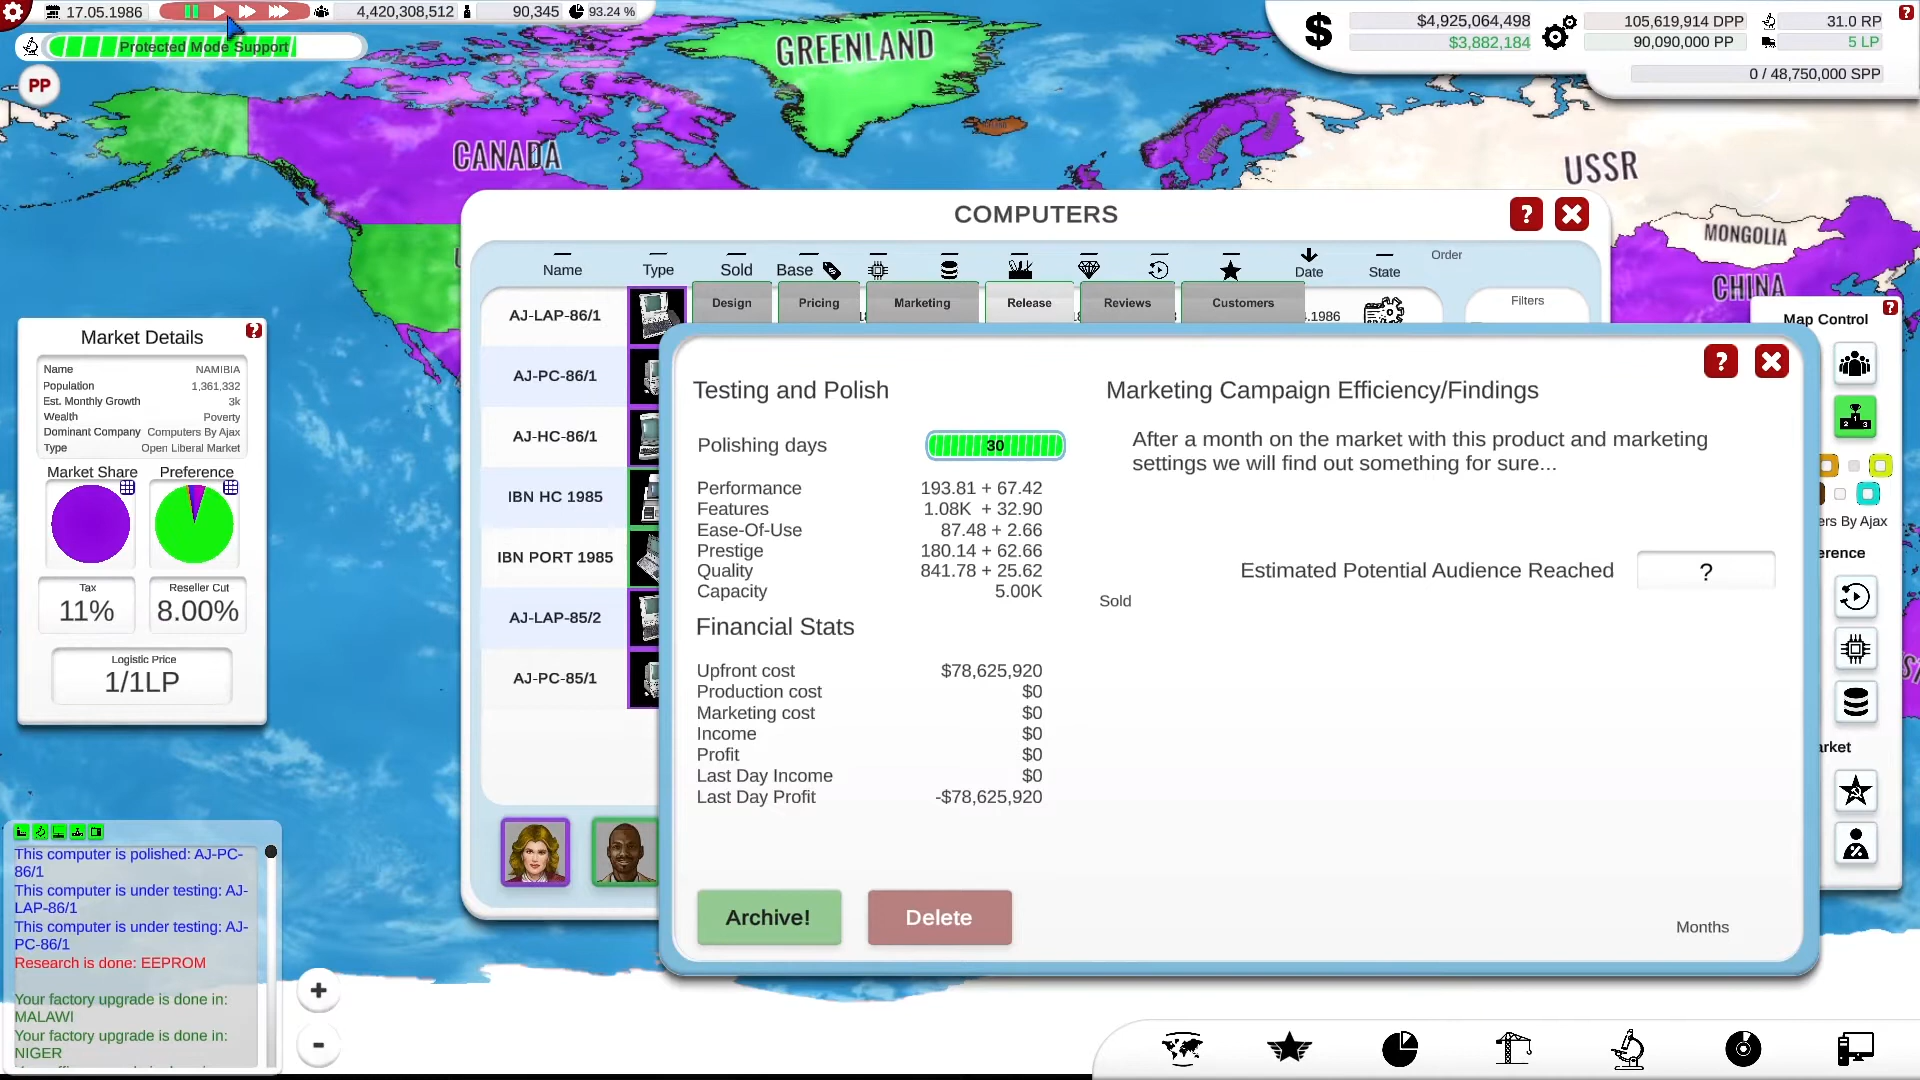 17.05.1986
4,420,308,512
90,345
93.24 %
Protected Mode Support
PP
$4,925,064,498
$3,882,184
105,619,914 DPP
90,090,000 PP
31.0 RP
5 LP
0 / 48,750,000 SPP
?
GREENLAND
CANADA
USSR
MONGOLIA
CHINA
COMPUTERS
?
Name
Type
Sold
Base
Date
State
Order
Filters
AJ-LAP-86/1
AJ-PC-86/1
AJ-HC-86/1
IBN HC 1985
IBN PORT 1985
AJ-LAP-85/2
AJ-PC-85/1
Design
Pricing
Marketing
Release
Reviews
Customers
.1986
?
Testing and Polish
Polishing days
30
Performance 193.81 + 67.42
Features 1.08K + 32.90
Ease-Of-Use 87.48 + 2.66
Prestige 180.14 + 62.66
Quality 841.78 + 25.62
Capacity 5.00K
Financial Stats
Upfront cost $78,625,920
Production cost $0
Marketing cost $0
Income $0
Profit $0
Last Day Income $0
Last Day Profit -$78,625,920
Archive!
Delete
Marketing Campaign Efficiency/Findings
After a month on the market with this product and marketing
settings we will find out something for sure...
Estimated Potential Audience Reached
?
Sold
Months
Market Details
?
Name NAMIBIA
Population 1,361,332
Est. Monthly Growth 3k
Wealth Poverty
Dominant Company Computers By Ajax
Type Open Liberal Market
Market Share
Preference
Tax
11%
Reseller Cut
8.00%
Logistic Price
1/1LP
This computer is polished: AJ-PC-
86/1
This computer is under testing: AJ-
LAP-86/1
This computer is under testing: AJ-
PC-86/1
Research is done: EEPROM
Your factory upgrade is done in:
MALAWI
Your factory upgrade is done in:
NIGER
+
-
Map Control
?
1
2
3
ers By Ajax
erence
arket